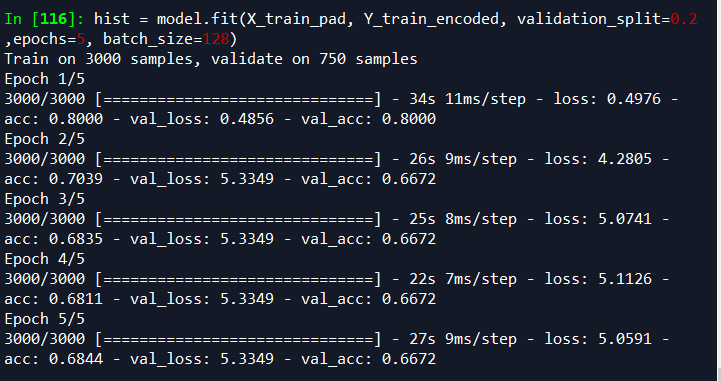 In [116]: hist = model.fit(X_train_pad, Y_train_encoded, validation_split=0.2
,epochs=5, batch_size=128)
Train on 3000 samples, validate on 750 samples
Epoch 1/5
3000/3000 [==============================] - 34s 11ms/step - loss: 0.4976 -
acc: 0.8000 - val_loss: 0.4856 - val_acc: 0.8000
Epoch 2/5
3000/3000 [==============================] - 26s 9ms/step - loss: 4.2805 -
acc: 0.7039 - val_loss: 5.3349 - val_acc: 0.6672
Epoch 3/5
3000/3000 [==============================] - 25s 8ms/step - loss: 5.0741 -
acc: 0.6835 - val_loss: 5.3349 - val_acc: 0.6672
Epoch 4/5
3000/3000 [==============================] - 22s 7ms/step - loss: 5.1126 -
acc: 0.6811 - val_loss: 5.3349 - val_acc: 0.6672
Epoch 5/5
3000/3000 [==============================] - 27s 9ms/step - loss: 5.0591 -
acc: 0.6844 - val_loss: 5.3349 - val_acc: 0.6672